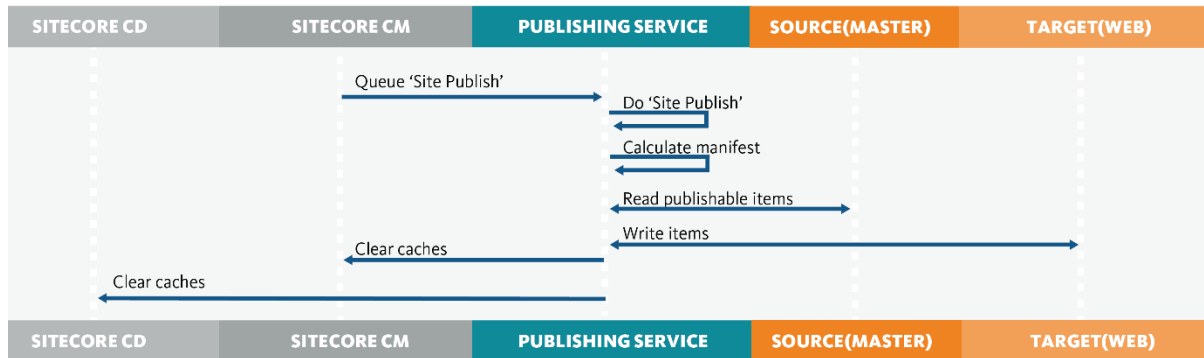 SITECORE CD
SITECORE CM
PUBLISHING SERVICE
SOURCE(MASTER)
TARGET(WEB)
Queue ‘Site Publish’
Do ‘Site Publish’
Calculate manifest
Read publishable items
Write items
Clear caches
Clear caches
SITECORE CD
SITECORE CM
PUBLISHING SERVICE
SOURCE(MASTER)
TARGET(WEB)